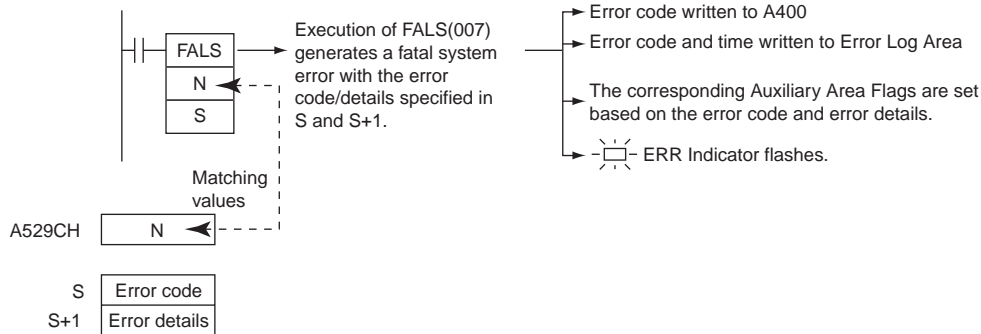 FALS
N
S
Execution of FALS(007)
generates a fatal system
error with the error
code/details specified in
S and S+1.
Error code written to A400
Error code and time written to Error Log Area
The corresponding Auxiliary Area Flags are set
based on the error code and error details.
ERR Indicator flashes.
Matching
values
A529CH N
S Error code
S+1 Error details